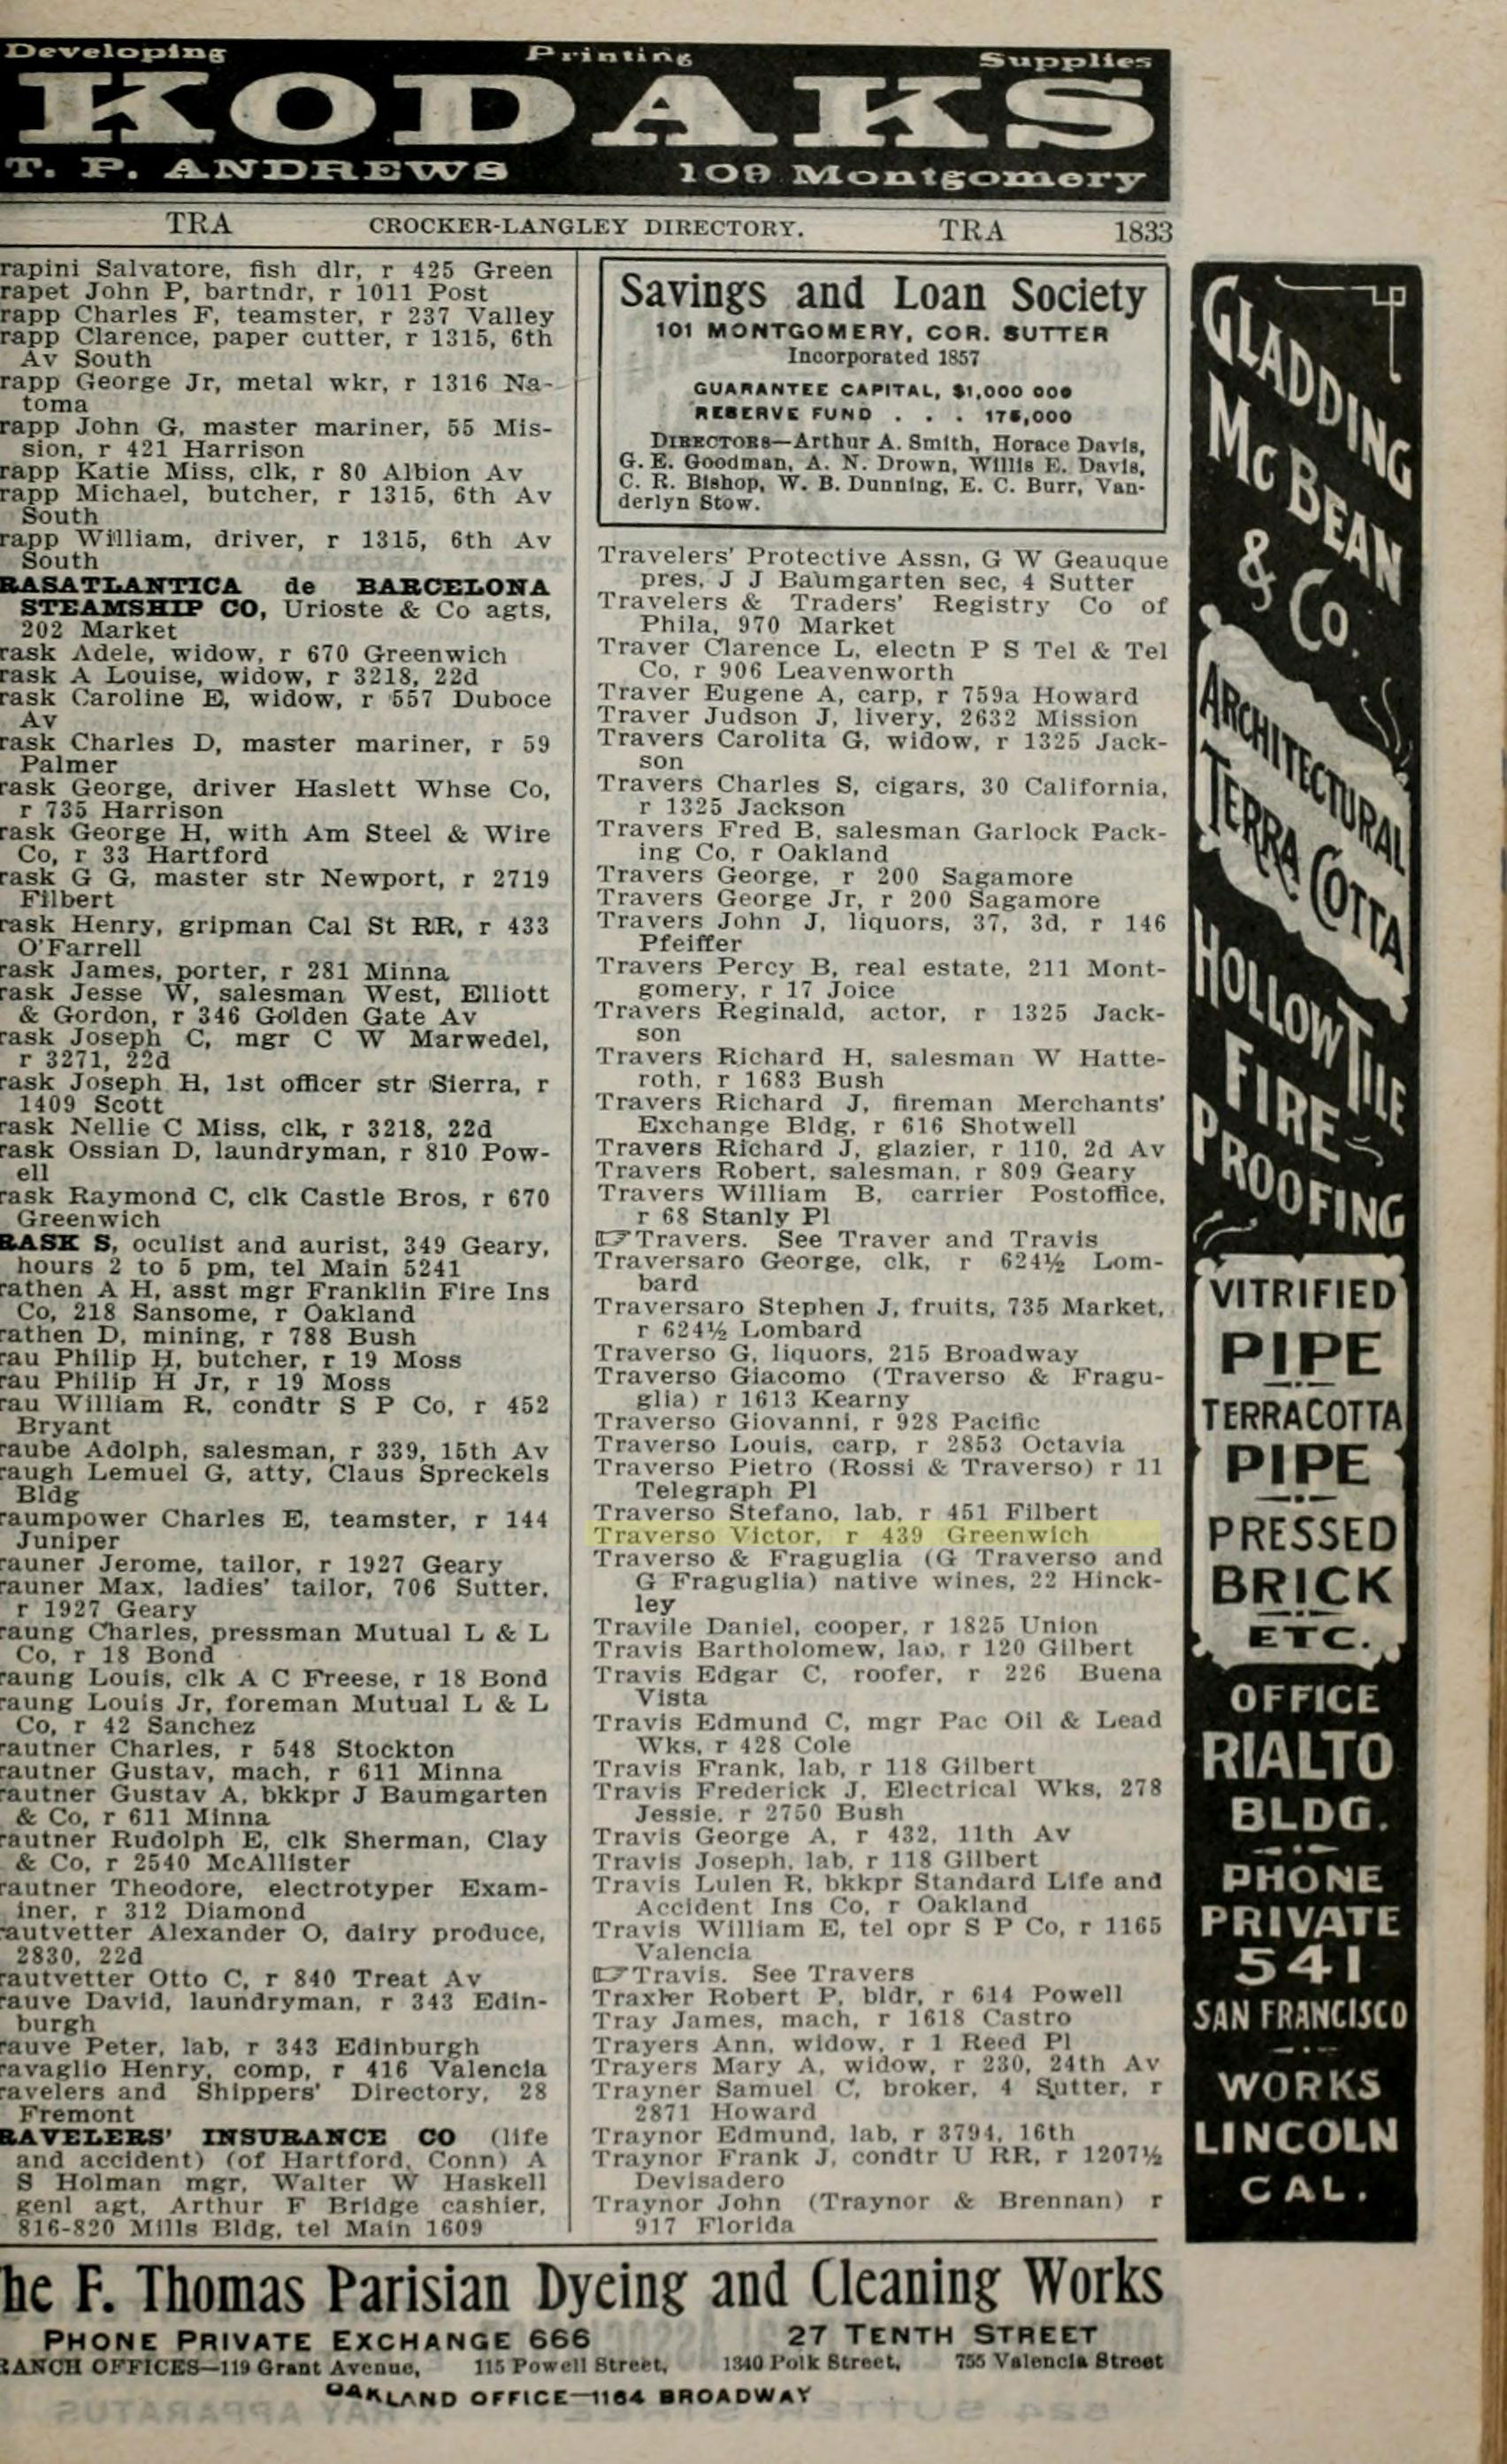 Developing Printing Supplies
KODAKS
T. P. ANDREWS 109 Montgomery
TRA CROCKER-LANGLEY DIRECTORY. TRA 1833
rapini Salvatore, fish dlr, r 425 Green
rapet John P, bartndr, r 1011 Post
rapp Charles F, teamster, r 237 Valley
rapp Clarence, paper cutter, r 1315, 6th
Av South
rapp George Jr, metal wkr, r 1316 Na-
toma
rapp John G, master mariner, 55 Mis-
sion, r 421 Harrison
rapp Katie Miss, clk, r 80 Albion Av
rapp Michael, butcher, r 1315, 6th Av
South
rapp William, driver, r 1315, 6th Av
South
RASATLANTICA de BARCELONA
STEAMSHIP CO, Urioste & Co agts,
202 Market
rask Adele, widow, r 670 Greenwich
rask A Louise, widow, r 3218, 22d
rask Caroline E, widow, r 557 Duboce
Av
rask Charles D, master mariner, r 59
Palmer
rask George, driver Haslett Whse Co,
r 735 Harrison
rask George H, with Am Steel & Wire
Co, r 33 Hartford
rask G G, master str Newport, r 2719
Filbert
rask Henry, gripman Cal St RR, r 433
O'Farrell
rask James, porter, r 281 Minna
rask Jesse W, salesman West, Elliott
& Gordon, r 346 Golden Gate Av
rask Joseph C, mgr C W Marwedel,
r 3271, 22d
rask Joseph H, 1st officer str Sierra, r
1409 Scott
rask Nellie C Miss, clk, r 3218, 22d
rask Ossian D, laundryman, r 810 Pow-
ell
rask Raymond C, clk Castle Bros, r 670
Greenwich
RASK S, oculist and aurist, 349 Geary,
hours 2 to 5 pm, tel Main 5241
rathen A H, asst mgr Franklin Fire Ins
Co, 218 Sansome, r Oakland
rathen D, mining, r 788 Bush
rau Philip H, butcher, r 19 Moss
rau Philip H Jr, r 19 Moss
rau William R, condtr S P Co, r 452
Bryant
raube Adolph, salesman, r 339, 15th Av
raugh Lemuel G, atty, Claus Spreckels
Bldg
raumpower Charles E, teamster, r 144
Juniper
rauner Jerome, tailor, r 1927 Geary
rauner Max, ladies' tailor, 706 Sutter,
r 1927 Geary
raung Charles, pressman Mutual L & L
Co, r 18 Bond
raung Louis, clk A C Freese, r 18 Bond
raung Louis Jr, foreman Mutual L & L
Co, r 42 Sanchez
rautner Charles, r 548 Stockton
rautner Gustav, mach, r 611 Minna
rautner Gustav A, bkkpr J Baumgarten
& Co, r 611 Minna
rautner Rudolph E, clk Sherman, Clay
& Co, r 2540 McAllister
rautner Theodore, electrotyper Exam-
iner, r 312 Diamond
rautvetter Alexander O, dairy produce,
2830, 22d
rautvetter Otto C, r 840 Treat Av
rauve David, laundryman, r 343 Edin-
burgh
rauve Peter, lab, r 343 Edinburgh
ravaglio Henry, comp, r 416 Valencia
ravelers and Shippers' Directory, 28
Fremont
RAVELERS' INSURANCE CO (life
and accident) (of Hartford, Conn) A
S Holman mgr, Walter W Haskell
genl agt, Arthur F Bridge cashier,
816-820 Mills Bldg, tel Main 1609
Savings and Loan Society
101 MONTGOMERY, COR. SUTTER
Incorporated 1857
GUARANTEE CAPITAL, $1,000 000
RESERVE FUND . . . 175,000
DIRECTORS—Arthur A. Smith, Horace Davis,
G. E. Goodman, A. N. Drown, Willis E. Davis,
C. R. Bishop, W. B. Dunning, E. C. Burr, Van-
derlyn Stow.
Travelers' Protective Assn, G W Geauque
pres, J J Baumgarten sec, 4 Sutter
Travelers & Traders' Registry Co of
Phila, 970 Market
Traver Clarence L, electn P S Tel & Tel
Co, r 906 Leavenworth
Traver Eugene A, carp, r 759a Howard
Traver Judson J, livery, 2632 Mission
Travers Carolita G, widow, r 1325 Jack-
son
Travers Charles S, cigars, 30 California,
r 1325 Jackson
Travers Fred B, salesman Garlock Pack-
ing Co, r Oakland
Travers George, r 200 Sagamore
Travers George Jr, r 200 Sagamore
Travers John J, liquors, 37, 3d, r 146
Pfeiffer
Travers Percy B, real estate, 211 Mont-
gomery, r 17 Joice
Travers Reginald, actor, r 1325 Jack-
son
Travers Richard H, salesman W Hatte-
roth, r 1683 Bush
Travers Richard J, fireman Merchants'
Exchange Bldg, r 616 Shotwell
Travers Richard J, glazier, r 110, 2d Av
Travers Robert, salesman, r 809 Geary
Travers William B, carrier Postoffice,
r 68 Stanly Pl
☞Travers. See Traver and Travis
Traversaro George, clk, r 624½ Lom-
bard
Traversaro Stephen J, fruits, 735 Market,
r 624½ Lombard
Traverso G, liquors, 215 Broadway
Traverso Giacomo (Traverso & Fragu-
glia) r 1613 Kearny
Traverso Giovanni, r 928 Pacific
Traverso Louis, carp, r 2853 Octavia
Traverso Pietro (Rossi & Traverso) r 11
Telegraph Pl
Traverso Stefano, lab, r 451 Filbert
Traverso Victor, r 439 Greenwich
Traverso & Fraguglia (G Traverso and
G Fraguglia) native wines, 22 Hinck-
ley
Travile Daniel, cooper, r 1825 Union
Travis Bartholomew, lab, r 120 Gilbert
Travis Edgar C, roofer, r 226 Buena
Vista
Travis Edmund C, mgr Pac Oil & Lead
Wks, r 428 Cole
Travis Frank, lab, r 118 Gilbert
Travis Frederick J, Electrical Wks, 278
Jessie, r 2750 Bush
Travis George A, r 432, 11th Av
Travis Joseph, lab, r 118 Gilbert
Travis Lulen R, bkkpr Standard Life and
Accident Ins Co, r Oakland
Travis William E, tel opr S P Co, r 1165
Valencia
☞Travis. See Travers
Traxler Robert P, bldr, r 614 Powell
Tray James, mach, r 1618 Castro
Trayers Ann, widow, r 1 Reed Pl
Trayers Mary A, widow, r 230, 24th Av
Trayner Samuel C, broker, 4 Sutter, r
2871 Howard
Traynor Edmund, lab, r 3794, 16th
Traynor Frank J, condtr U RR, r 1207½
Devisadero
Traynor John (Traynor & Brennan) r
917 Florida
GLADDING
McBEAN
& Co.
ARCHITECTURAL
TERRA COTTA
HOLLOW TILE
FIRE-
PROOFING
VITRIFIED
PIPE
TERRACOTTA
PIPE
PRESSED
BRICK
ETC.
OFFICE
RIALTO
BLDG.
PHONE
PRIVATE
541
SAN FRANCISCO
WORKS
LINCOLN
CAL.
he F. Thomas Parisian Dyeing and Cleaning Works
PHONE PRIVATE EXCHANGE 666 27 TENTH STREET
RANCH OFFICES—119 Grant Avenue, 115 Powell Street, 1340 Polk Street, 755 Valencia Street
OAKLAND OFFICE—1164 BROADWAY